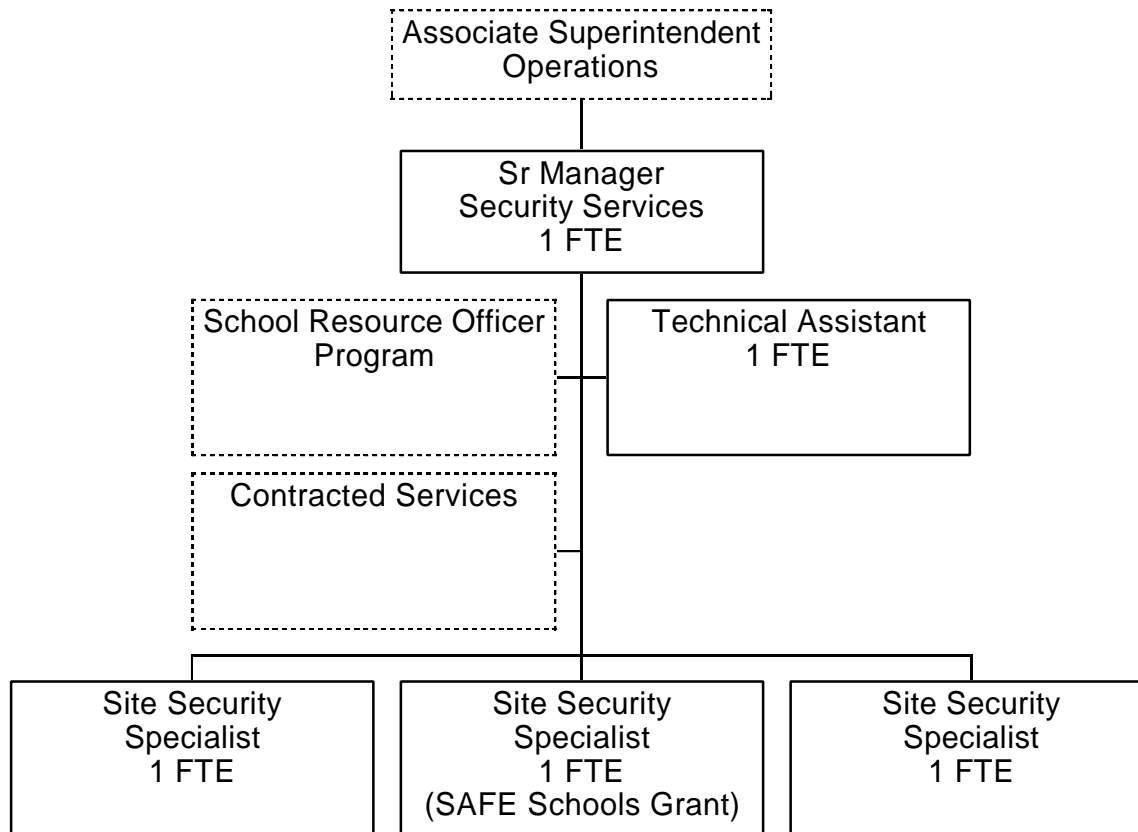 Associate Superintendent
Operations
Sr Manager
Security Services
1 FTE
School Resource Officer
Program
Technical Assistant
1 FTE
Contracted Services
Site Security
Specialist
1 FTE
Site Security
Specialist
1 FTE
(SAFE Schools Grant)
Site Security
Specialist
1 FTE